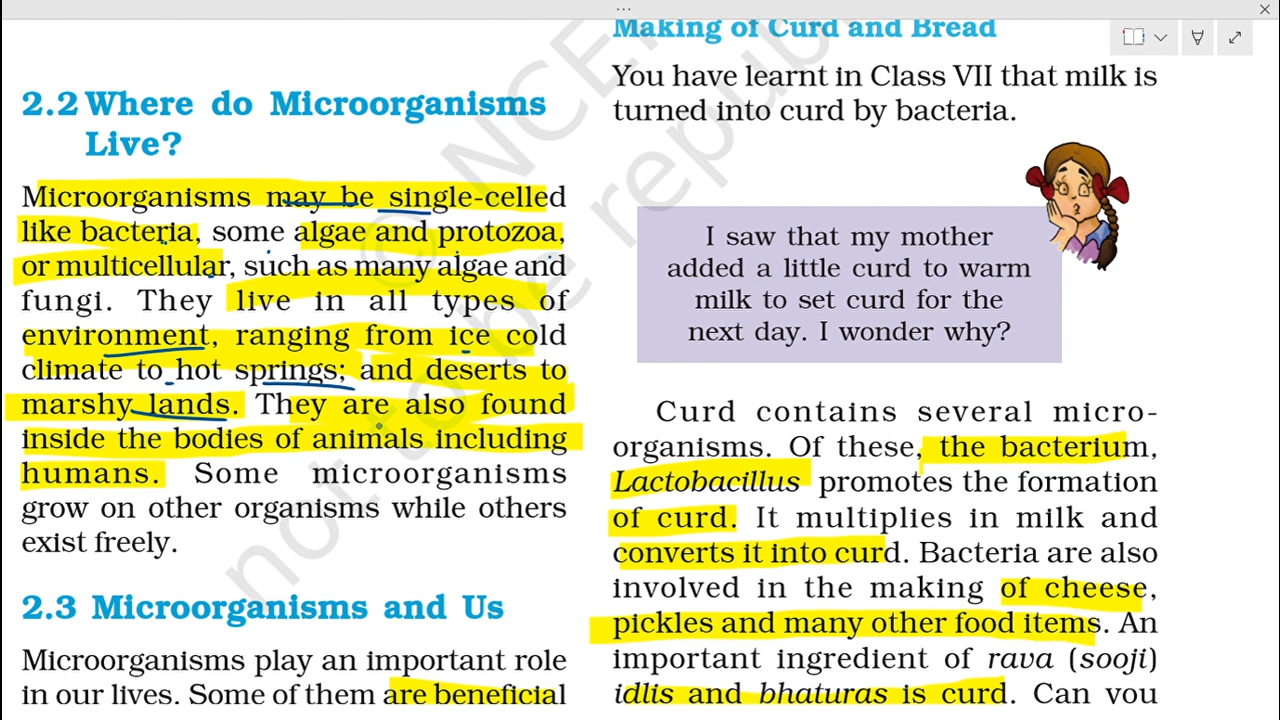 2.2 Where do Microorganisms
Live?
Microorganisms may be single-celled
like bacteria, some algae and protozoa,
or multicellular, such as many algae and
fungi. They live in all types of
environment, ranging from ice cold
climate to hot springs; and deserts to
marshy lands. They are also found
inside the bodies of animals including
humans. Some microorganisms
grow on other organisms while others
exist freely.
2.3 Microorganisms and Us
Microorganisms play an important role
in our lives. Some of them are beneficial
Making of Curd and Bread
You have learnt in Class VII that milk is
turned into curd by bacteria.
I saw that my mother
added a little curd to warm
milk to set curd for the
next day. I wonder why?
Curd contains several micro-
organisms. Of these, the bacterium,
Lactobacillus promotes the formation
of curd. It multiplies in milk and
converts it into curd. Bacteria are also
involved in the making of cheese,
pickles and many other food items. An
important ingredient of rava (sooji)
idlis and bhaturas is curd. Can you
© NCE
not to be republ